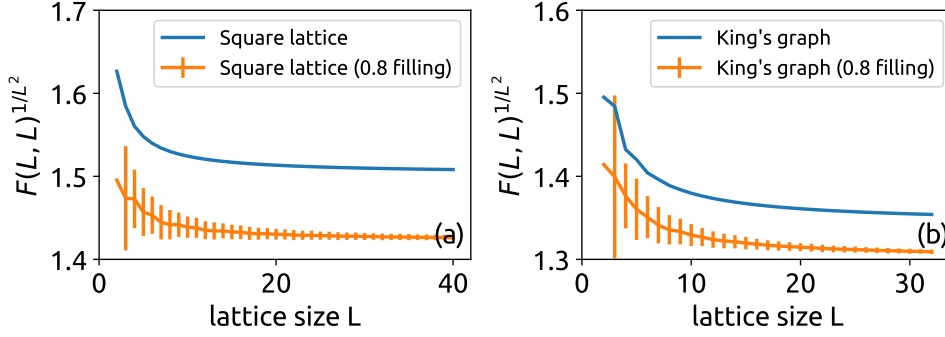 1.7
1.6
1.5
1.4
F(L, L)^{1/L^2}
Square lattice
Square lattice (0.8 filling)
(a)
0
20
40
lattice size L
1.6
1.5
1.4
1.3
F(L, L)^{1/L^2}
King's graph
King's graph (0.8 filling)
(b)
0
10
20
30
lattice size L